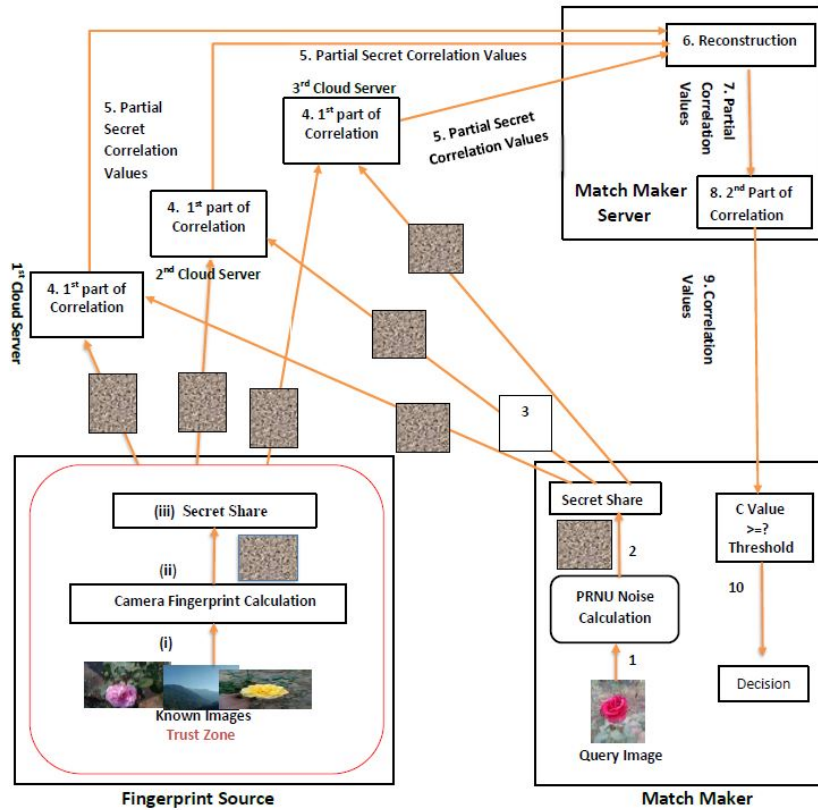 6. Reconstruction
5. Partial Secret Correlation Values
3rd Cloud Server
5. Partial
Secret
Correlation
Values
4. 1st part of
Correlation
5. Partial Secret
Correlation Values
7. Partial
Correlation
Values
Match Maker
Server
8. 2nd Part of
Correlation
4. 1st part of
Correlation
2nd Cloud Server
1st Cloud Server
4. 1st part of
Correlation
9. Correlation
Values
3
(iii) Secret Share
(ii)
Camera Fingerprint Calculation
(i)
Known Images
Trust Zone
Fingerprint Source
Secret Share
2
PRNU Noise
Calculation
1
Query Image
C Value
>=?
Threshold
10
Decision
Match Maker